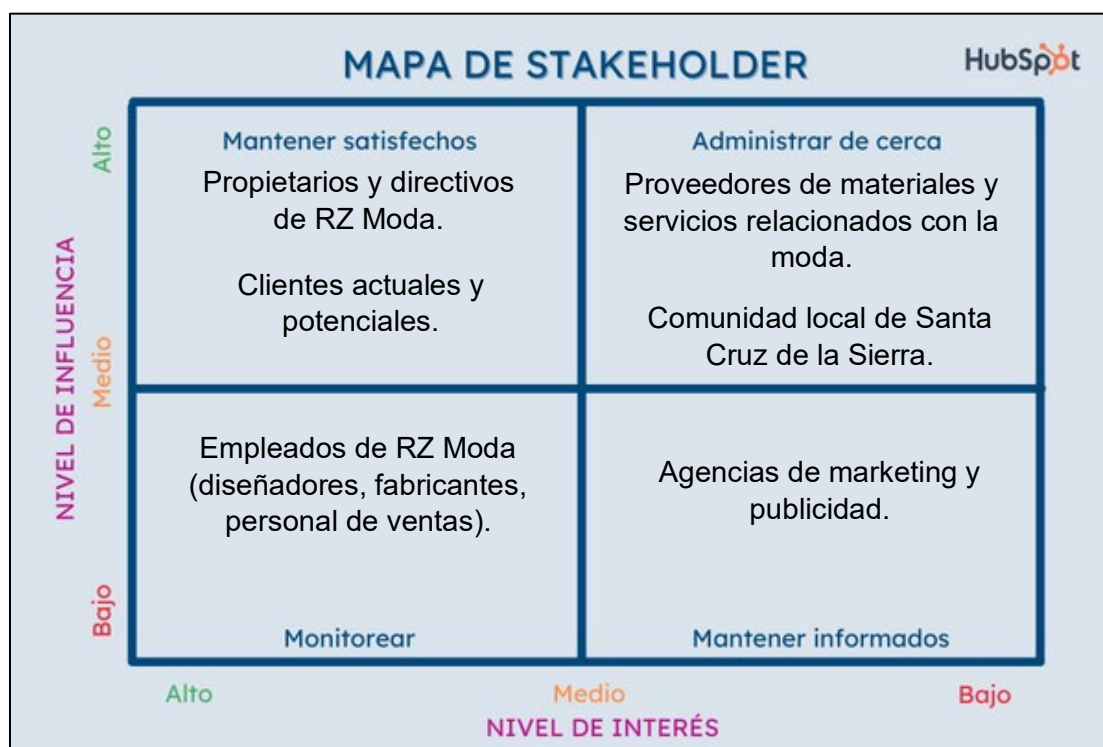 MAPA DE STAKEHOLDER
HubSpot
Alto
Medio
Bajo
NIVEL DE INFLUENCIA
Mantener satisfechos
Propietarios y directivos
de RZ Moda.
Clientes actuales y
potenciales.
Administrar de cerca
Proveedores de materiales y
servicios relacionados con la
moda.
Comunidad local de Santa
Cruz de la Sierra.
Empleados de RZ Moda
(diseñadores, fabricantes,
personal de ventas).
Monitorear
Agencias de marketing y
publicidad.
Mantener informados
Alto
Medio
Bajo
NIVEL DE INTERÉS